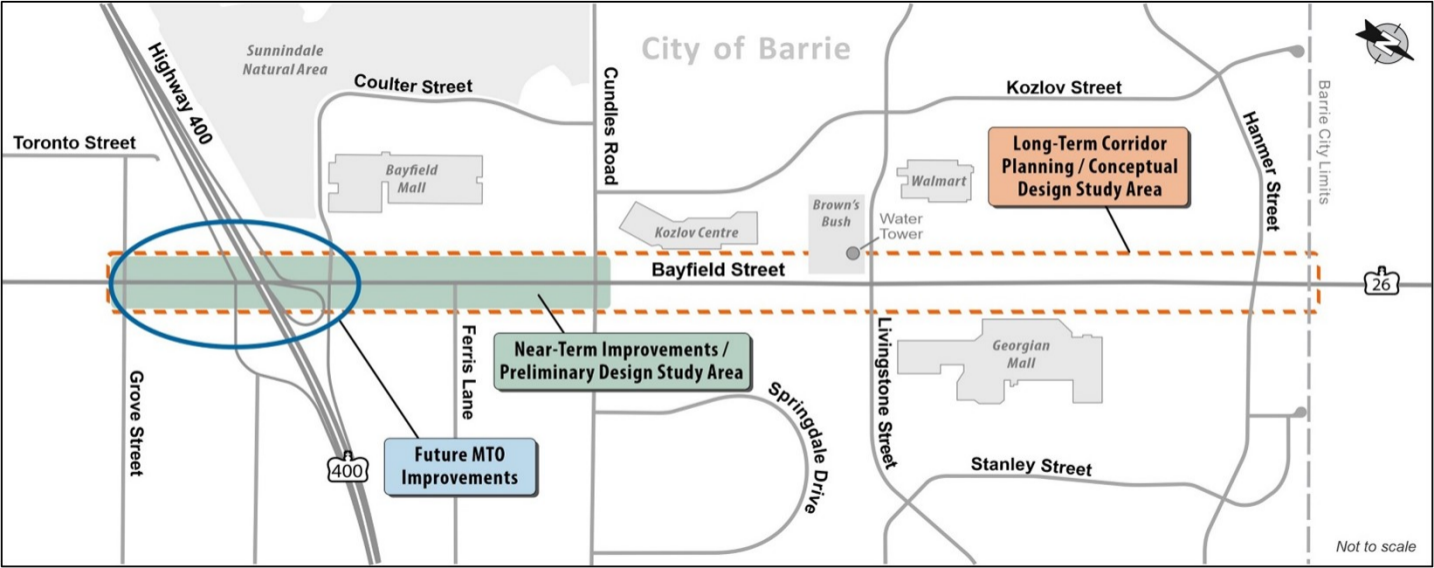 City of Barrie
N
Sunnindale
Natural Area
Highway 400
Coulter Street
Cundles Road
Kozlov Street
Barrie City Limits
Hanmer Street
Toronto Street
Bayfield
Mall
Long-Term Corridor
Planning / Conceptual
Design Study Area
Walmart
Brown's
Bush
Water
Tower
Kozlov Centre
Bayfield Street
26
Near-Term Improvements /
Preliminary Design Study Area
Ferris Lane
Grove Street
Georgian
Mall
Livingstone Street
Springdale Drive
Future MTO
Improvements
400
Stanley Street
Not to scale